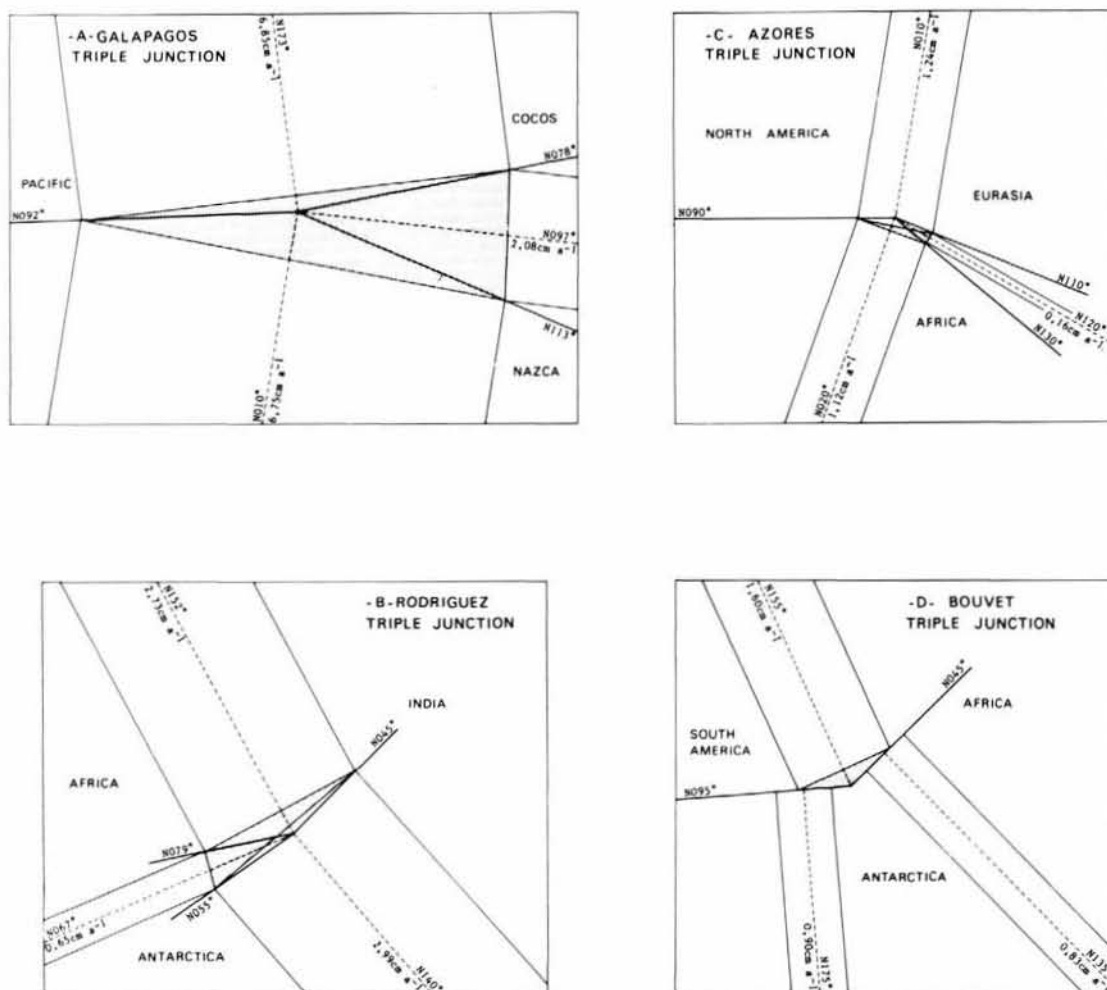 -A-GALAPAGOS
TRIPLE JUNCTION
N173°
6,85cm a-1
COCOS
N078°
PACIFIC
N092°
N097°
2,08cm a-1
N113°
N010°
6,75cm a-1
NAZCA
-C- AZORES
TRIPLE JUNCTION
N010°
1,24cm a-1
NORTH AMERICA
N090°
EURASIA
N110°
N120°
0,16cm a-1
N130°
AFRICA
N020°
1,12cm a-1
-B-RODRIGUEZ
TRIPLE JUNCTION
N152°
2,73cm a-1
INDIA
N045°
AFRICA
N079°
N055°
N067°
0,65cm a-1
ANTARCTICA
N140°
2,99cm a-1
-D- BOUVET
TRIPLE JUNCTION
N155°
1,60cm a-1
N045°
AFRICA
SOUTH
AMERICA
N095°
ANTARCTICA
0,90cm a-1
N175°
N135°
0,83cm a-1